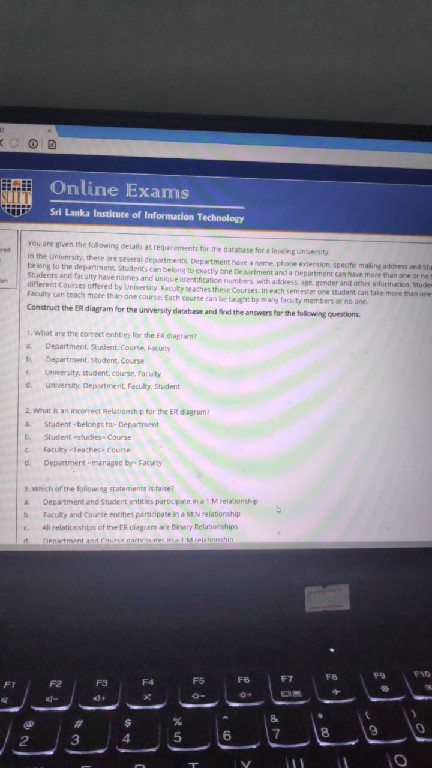 SLIIT
Online Exams
Sri Lanka Institute of Information Technology
You are given the following details as requirements for the database for a leading university.
In the University, there are several departments. Department have a name, phone extension, specific mailing address and Stu
belong to the department. Students can belong to exactly one Department and a Department can have more than one or no S
Students and faculty have names and unique identification numbers, with address, age, gender and other information. Stude
different Courses offered by University. Faculty teaches these Courses. In each semester one student can take more than one
Faculty can teach more than one course. Each course can be taught by many faculty members or no one.
Construct the ER diagram for the university database and find the answers for the following questions.
1. What are the correct entities for the ER diagram?
a. Department, Student, Course, Faculty
b. Department, Student, Course
c. University, student, course, Faculty
d. University, Department, Faculty, Student
2. What is an incorrect Relationship for the ER diagram?
a. Student <belongs to> Department
b. Student <studies> Course
c. Faculty <Teaches> Course
d. Department <managed by> Faculty
3. Which of the following statements is false?
a. Department and Student entities participate in a 1:M relationship
b. Faculty and Course entities participate in a M:N relationship
c. All relationships of the ER diagram are Binary Relationships
d. Department and Course participates in a 1:M relationship
F1 F2 F3 F4 F5 F6 F7 F8 F9 F10
@ # $ % ^ & * ( )
2 3 4 5 6 7 8 9 0